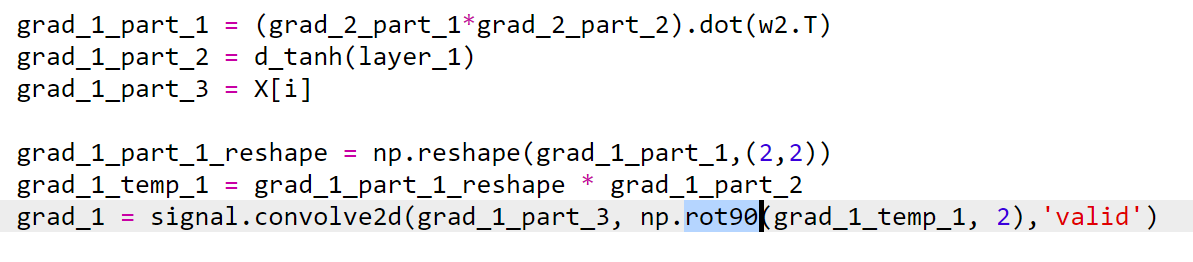 grad_1_part_1 = (grad_2_part_1*grad_2_part_2).dot(w2.T)
grad_1_part_2 = d_tanh(layer_1)
grad_1_part_3 = X[i]
grad_1_part_1_reshape = np.reshape(grad_1_part_1,(2,2))
grad_1_temp_1 = grad_1_part_1_reshape * grad_1_part_2
grad_1 = signal.convolve2d(grad_1_part_3, np.rot90(grad_1_temp_1, 2),'valid')